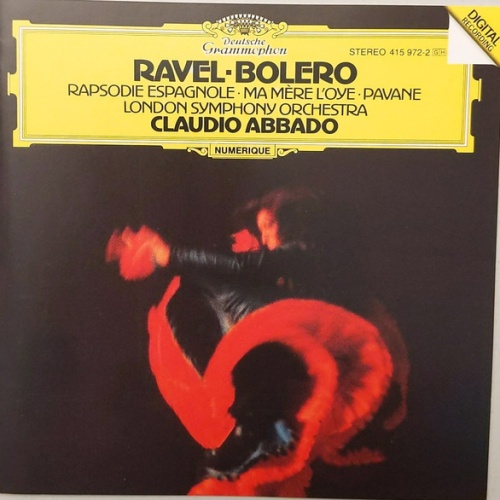 Deutsche
Grammophon
STEREO 415 972-2 GH
DIGITAL
RECORDING
RAVEL·BOLERO
RAPSODIE ESPAGNOLE·MA MÈRE L'OYE·PAVANE
LONDON SYMPHONY ORCHESTRA
CLAUDIO ABBADO
NUMERIQUE